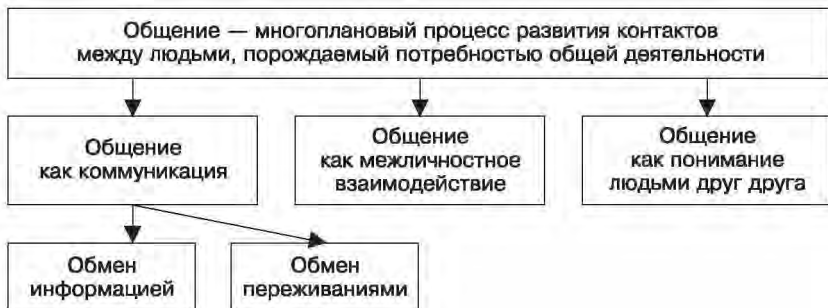 Общение — многоплановый процесс развития контактов
между людьми, порождаемый потребностью общей деятельности
Общение
как коммуникация
Общение
как межличностное
взаимодействие
Общение
как понимание
людьми друг друга
Обмен
информацией
Обмен
переживаниями